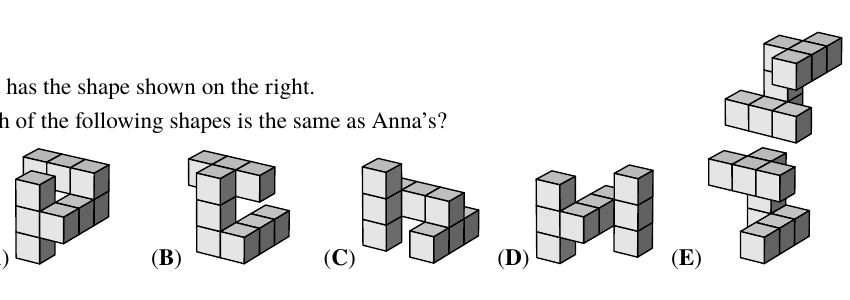 has the shape shown on the right.
of the following shapes is the same as Anna's?
) (B) (C) (D) (E)